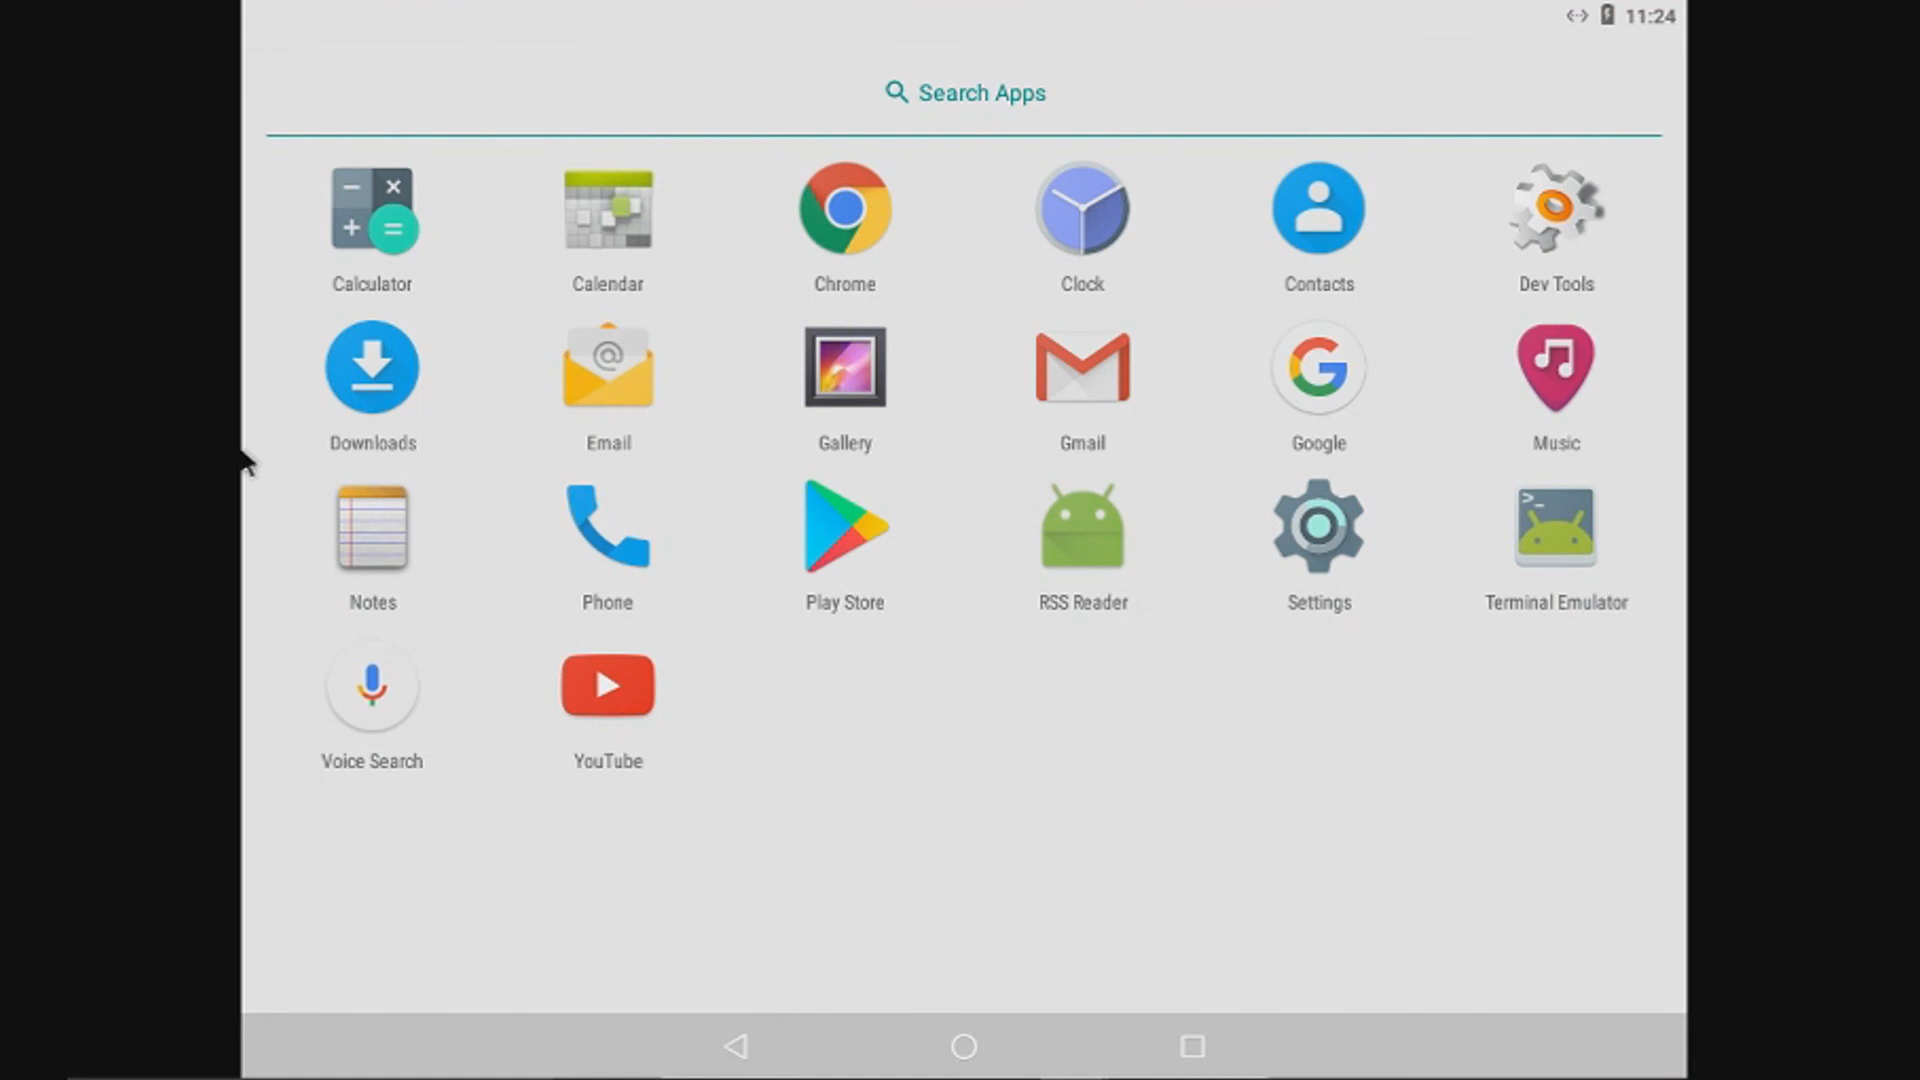 11:24
Search Apps
Calculator Calendar Chrome Clock Contacts Dev Tools
Downloads Email Gallery Gmail Google Music
Notes Phone Play Store RSS Reader Settings Terminal Emulator
Voice Search YouTube